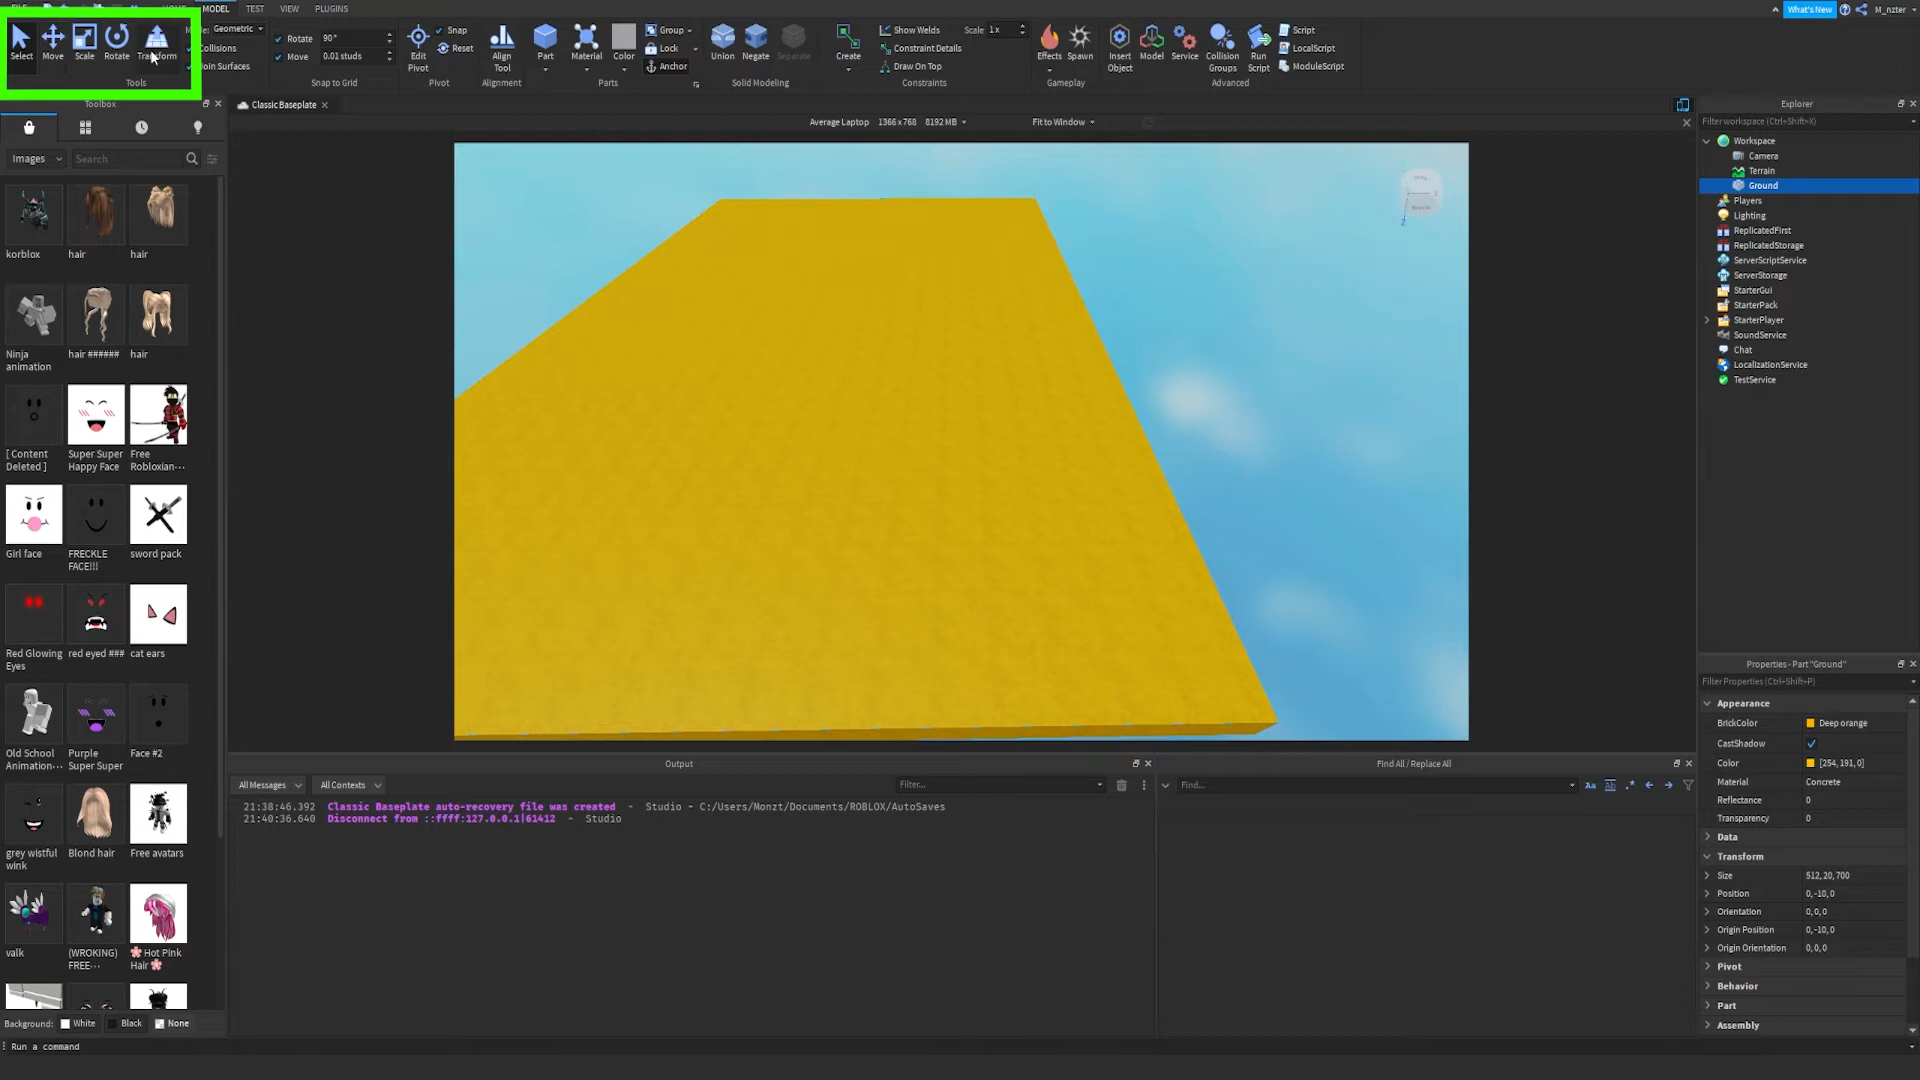 MODEL TEST VIEW PLUGINS
What's New M_nzter
Select Move Scale Rotate Transform
Geometric
Collisions
Join Surfaces
Tools
Rotate 90°
Move 0.01 studs
Snap to Grid
Edit Pivot
Snap
Reset
Pivot
Align Tool
Alignment
Part Material Color
Group
Lock
Anchor
Parts
Union Negate Separate
Solid Modeling
Create
Show Welds Scale 1x
Constraint Details
Draw On Top
Constraints
Effects Spawn
Gameplay
Insert Object Model Service Collision Groups Run Script
Script
LocalScript
ModuleScript
Advanced
Toolbox
Images Search
korblox hair hair
Ninja animation hair ###### hair
[ Content Deleted ] Super Super Happy Face Free Robloxian···
Girl face FRECKLE FACE!!! sword pack
Red Glowing Eyes red eyed ### cat ears
Old School Animation··· Purple Super Super Face #2
grey wistful wink Blond hair Free avatars
valk (WROKING) FREE··· 🌸 Hot Pink Hair 🌸
Background: White Black None
Run a command
Classic Baseplate
Average Laptop 1366 x 768 8192 MB Fit to Window
Output
All Messages All Contexts Filter...
21:38:46.392 Classic Baseplate auto-recovery file was created - Studio - C:/Users/Monzt/Documents/ROBLOX/AutoSaves
21:40:36.640 Disconnect from ::ffff:127.0.0.1|61412 - Studio
Find All / Replace All
Find...
Explorer
Filter workspace (Ctrl+Shift+X)
Workspace
Camera
Terrain
Ground
Players
Lighting
ReplicatedFirst
ReplicatedStorage
ServerScriptService
ServerStorage
StarterGui
StarterPack
StarterPlayer
SoundService
Chat
LocalizationService
TestService
Properties - Part "Ground"
Filter Properties (Ctrl+Shift+P)
Appearance
BrickColor Deep orange
CastShadow
Color [254, 191, 0]
Material Concrete
Reflectance 0
Transparency 0
Data
Transform
Size 512, 20, 700
Position 0, -10, 0
Orientation 0, 0, 0
Origin Position 0, -10, 0
Origin Orientation 0, 0, 0
Pivot
Behavior
Part
Assembly